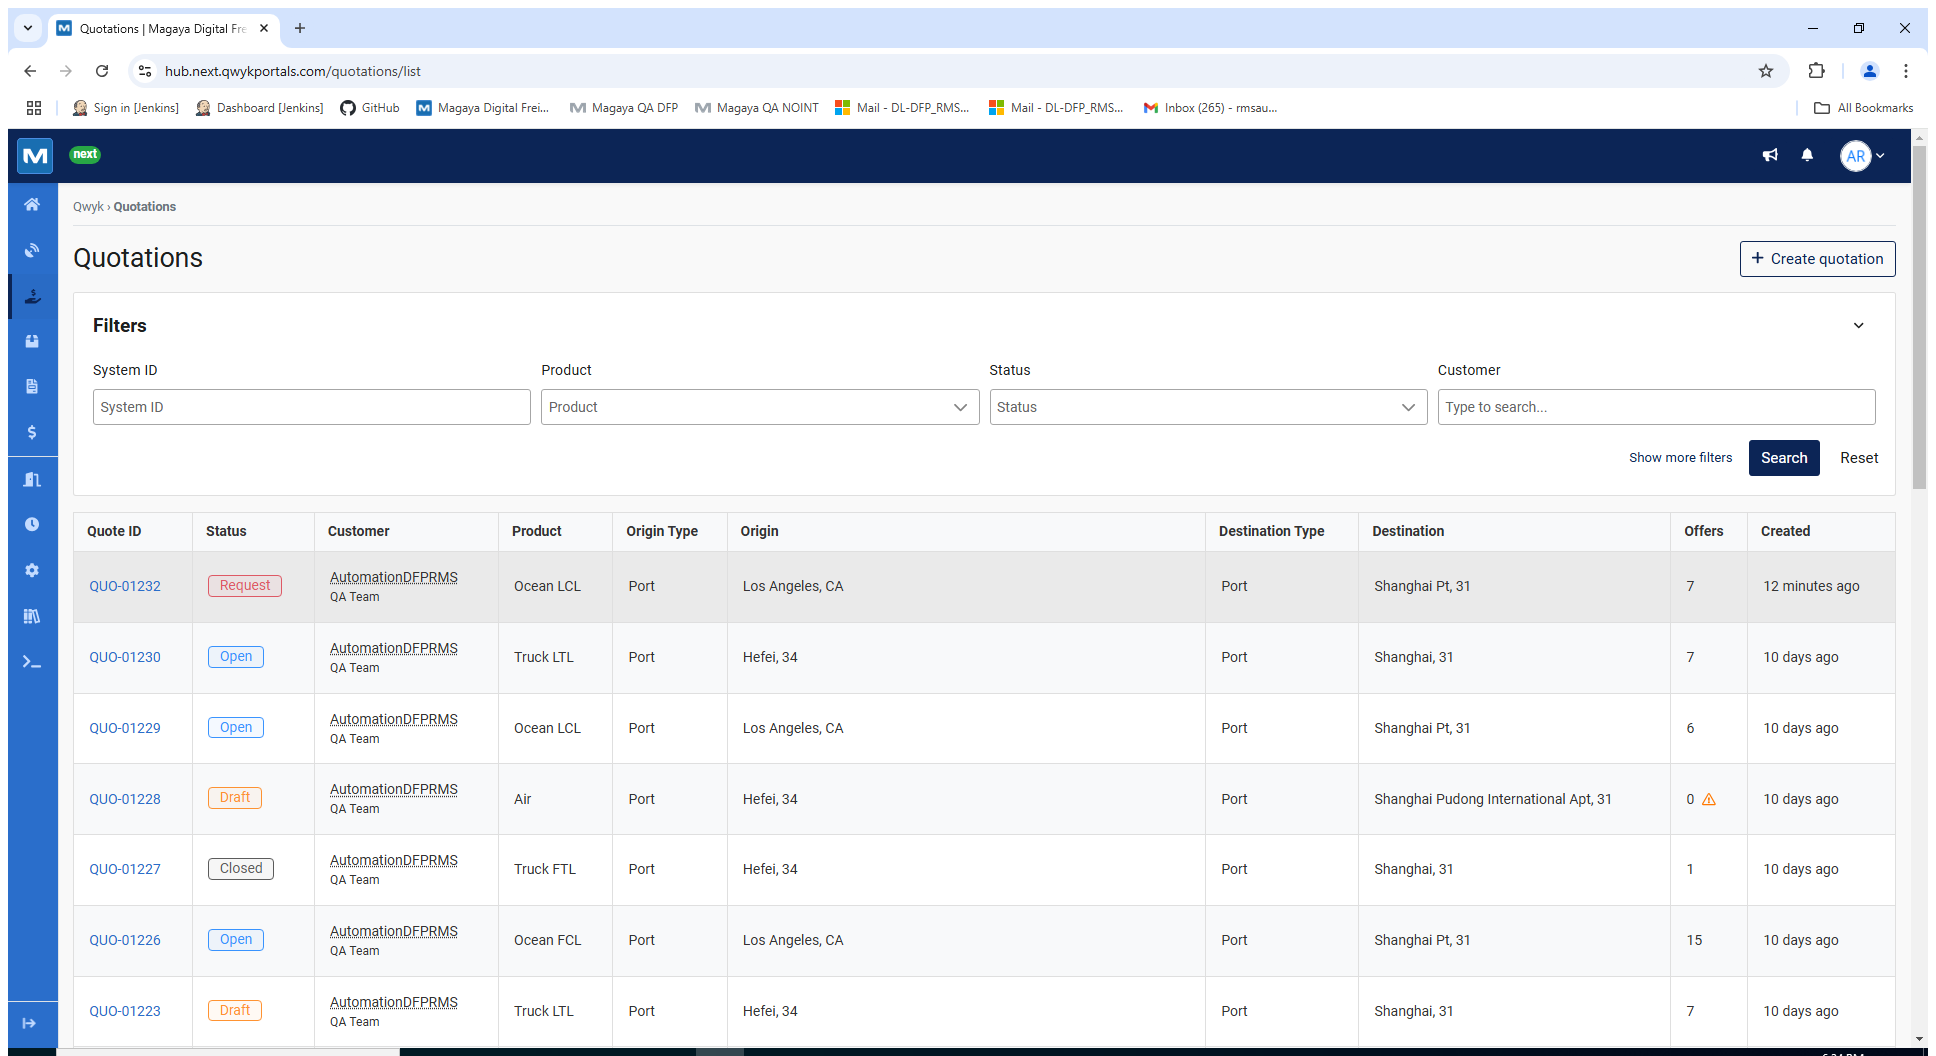 Quotations | Magaya Digital Fre
hub.next.qwykportals.com/quotations/list
Sign in [Jenkins]
Dashboard [Jenkins]
GitHub
Magaya Digital Frei...
Magaya QA DFP
Magaya QA NOINT
Mail - DL-DFP_RMS...
Mail - DL-DFP_RMS...
Inbox (265) - rmsau...
All Bookmarks
M next
AR
Qwyk › Quotations
Quotations
+ Create quotation
Filters
System ID Product Status Customer
System ID Product Status Type to search...
Show more filters Search Reset
Quote ID Status Customer Product Origin Type Origin Destination Type Destination Offers Created
QUO-01232 Request AutomationDFPRMS QA Team Ocean LCL Port Los Angeles, CA Port Shanghai Pt, 31 7 12 minutes ago
QUO-01230 Open AutomationDFPRMS QA Team Truck LTL Port Hefei, 34 Port Shanghai, 31 7 10 days ago
QUO-01229 Open AutomationDFPRMS QA Team Ocean LCL Port Los Angeles, CA Port Shanghai Pt, 31 6 10 days ago
QUO-01228 Draft AutomationDFPRMS QA Team Air Port Hefei, 34 Port Shanghai Pudong International Apt, 31 0 10 days ago
QUO-01227 Closed AutomationDFPRMS QA Team Truck FTL Port Hefei, 34 Port Shanghai, 31 1 10 days ago
QUO-01226 Open AutomationDFPRMS QA Team Ocean FCL Port Los Angeles, CA Port Shanghai Pt, 31 15 10 days ago
QUO-01223 Draft AutomationDFPRMS QA Team Truck LTL Port Hefei, 34 Port Shanghai, 31 7 10 days ago